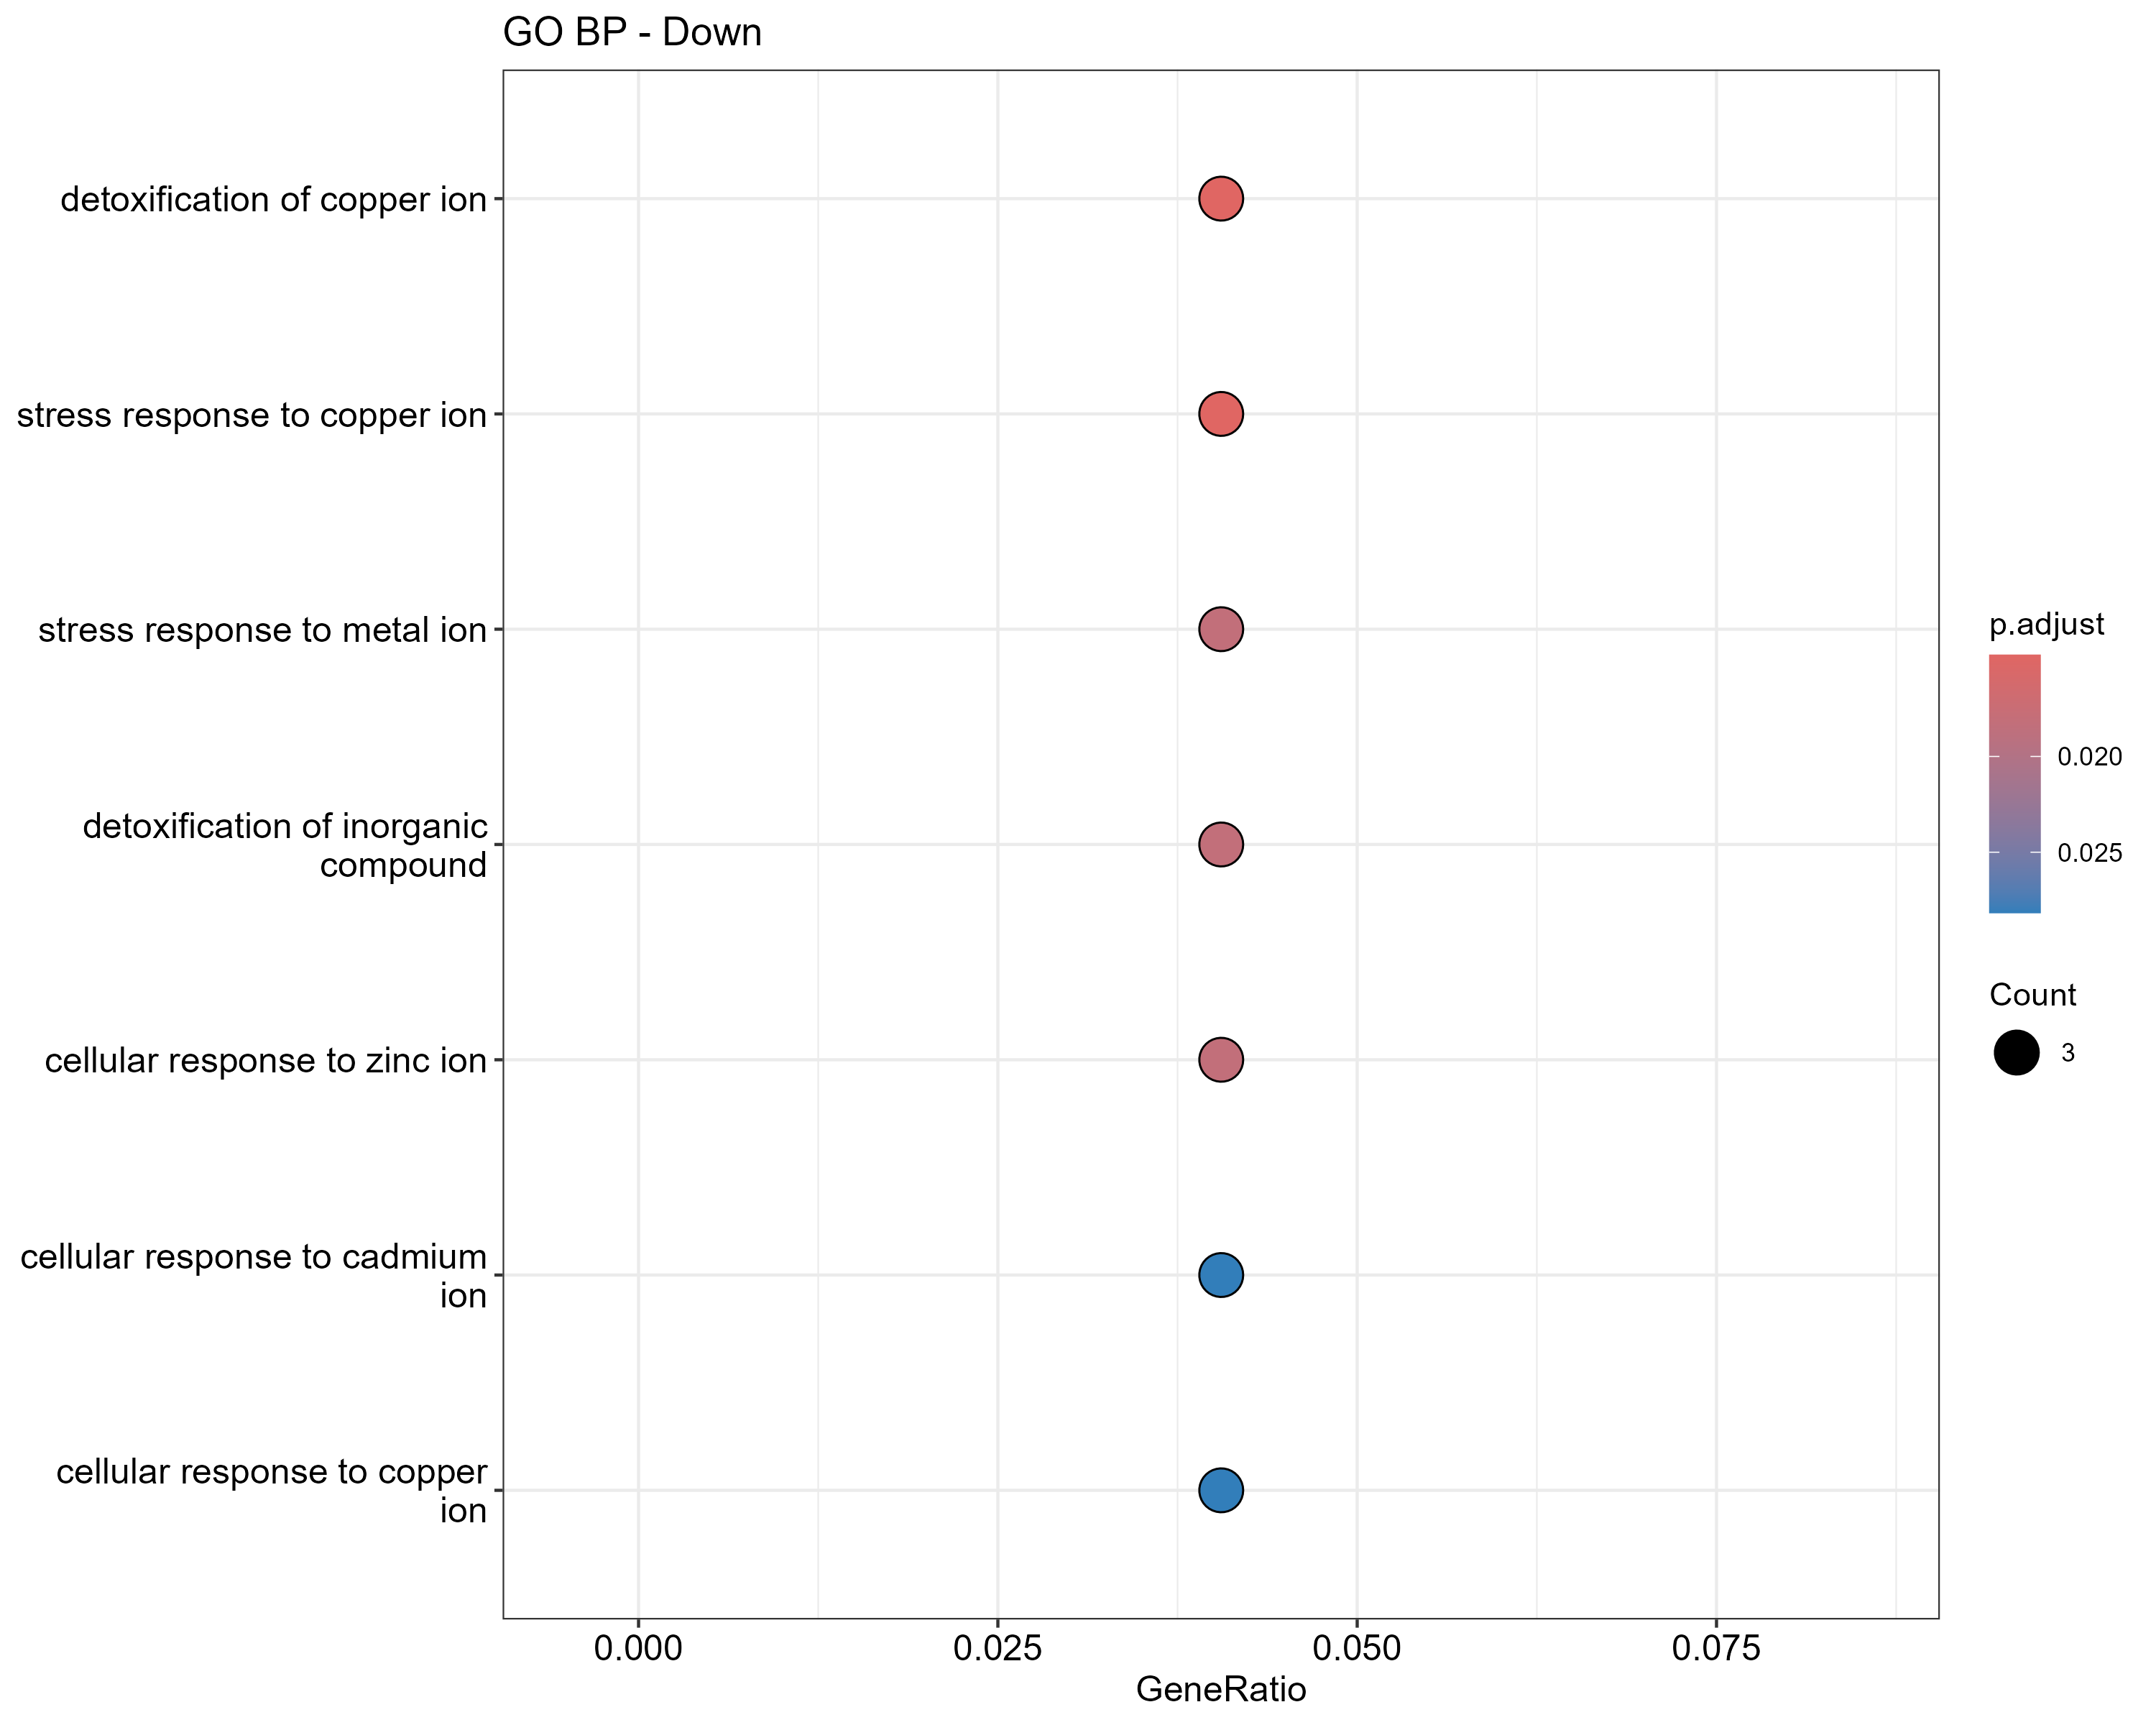 GO BP - Down
detoxification of copper ion
stress response to copper ion
stress response to metal ion
detoxification of inorganic
compound
cellular response to zinc ion
cellular response to cadmium
ion
cellular response to copper
ion
0.000
0.025
0.050
0.075
GeneRatio
p.adjust
0.020
0.025
Count
3